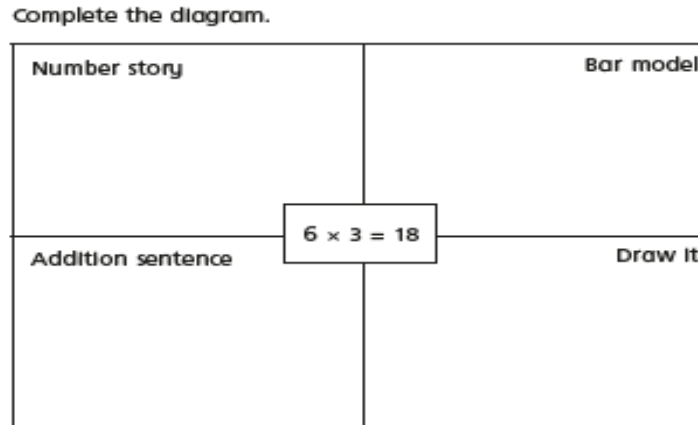 Complete the diagram.
Number story
Bar model
6 × 3 = 18
Addition sentence
Draw it